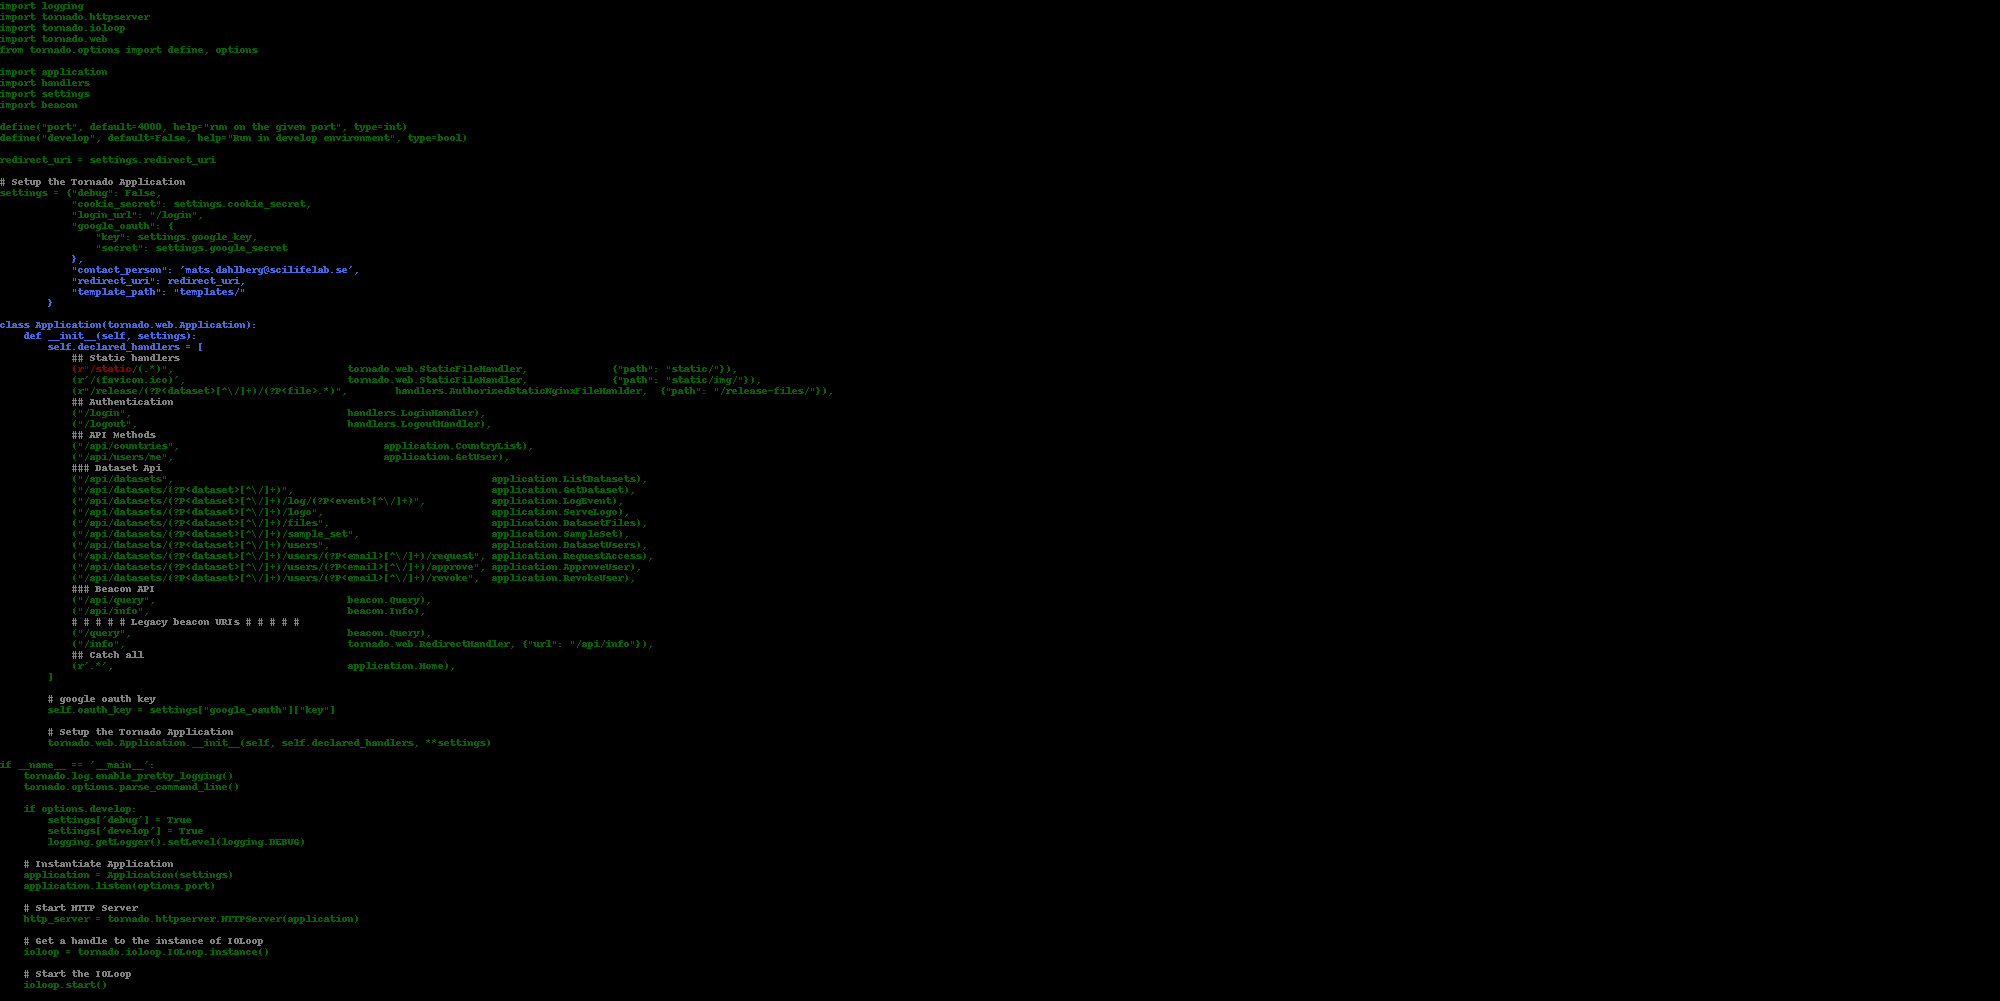 import logging
import tornado.httpserver
import tornado.ioloop
import tornado.web
from tornado.options import define, options

import application
import handlers
import settings
import beacon

define("port", default=4000, help="run on the given port", type=int)
define("develop", default=False, help="Run in develop environment", type=bool)

redirect_uri = settings.redirect_uri

# Setup the Tornado Application
settings = {"debug": False,
            "cookie_secret": settings.cookie_secret,
            "login_url": "/login",
            "google_oauth": {
                "key": settings.google_key,
                "secret": settings.google_secret
            },
            "contact_person": 'mats.dahlberg@scilifelab.se',
            "redirect_uri": redirect_uri,
            "template_path": "templates/"
        }

class Application(tornado.web.Application):
    def __init__(self, settings):
        self.declared_handlers = [
            ## Static handlers
            (r"/static/(.*)",                             tornado.web.StaticFileHandler,              {"path": "static/"}),
            (r'/(favicon.ico)',                           tornado.web.StaticFileHandler,              {"path": "static/img/"}),
            (r"/release/(?P<dataset>[^\/]+)/(?P<file>.*)",        handlers.AuthorizedStaticNginxFileHanlder,  {"path": "/release-files/"}),
            ## Authentication
            ("/login",                                    handlers.LoginHandler),
            ("/logout",                                   handlers.LogoutHandler),
            ## API Methods
            ("/api/countries",                                  application.CountryList),
            ("/api/users/me",                                   application.GetUser),
            ### Dataset Api
            ("/api/datasets",                                                     application.ListDatasets),
            ("/api/datasets/(?P<dataset>[^\/]+)",                                 application.GetDataset),
            ("/api/datasets/(?P<dataset>[^\/]+)/log/(?P<event>[^\/]+)",           application.LogEvent),
            ("/api/datasets/(?P<dataset>[^\/]+)/logo",                            application.ServeLogo),
            ("/api/datasets/(?P<dataset>[^\/]+)/files",                           application.DatasetFiles),
            ("/api/datasets/(?P<dataset>[^\/]+)/sample_set",                      application.SampleSet),
            ("/api/datasets/(?P<dataset>[^\/]+)/users",                           application.DatasetUsers),
            ("/api/datasets/(?P<dataset>[^\/]+)/users/(?P<email>[^\/]+)/request", application.RequestAccess),
            ("/api/datasets/(?P<dataset>[^\/]+)/users/(?P<email>[^\/]+)/approve", application.ApproveUser),
            ("/api/datasets/(?P<dataset>[^\/]+)/users/(?P<email>[^\/]+)/revoke",  application.RevokeUser),
            ### Beacon API
            ("/api/query",                                beacon.Query),
            ("/api/info",                                 beacon.Info),
            # # # # # Legacy beacon URIs # # # # #
            ("/query",                                    beacon.Query),
            ("/info",                                     tornado.web.RedirectHandler, {"url": "/api/info"}),
            ## Catch all
            (r'.*',                                       application.Home),
        ]

        # google oauth key
        self.oauth_key = settings["google_oauth"]["key"]

        # Setup the Tornado Application
        tornado.web.Application.__init__(self, self.declared_handlers, **settings)

if __name__ == '__main__':
    tornado.log.enable_pretty_logging()
    tornado.options.parse_command_line()

    if options.develop:
        settings['debug'] = True
        settings['develop'] = True
        logging.getLogger().setLevel(logging.DEBUG)

    # Instantiate Application
    application = Application(settings)
    application.listen(options.port)

    # Start HTTP Server
    http_server = tornado.httpserver.HTTPServer(application)

    # Get a handle to the instance of IOLoop
    ioloop = tornado.ioloop.IOLoop.instance()

    # Start the IOLoop
    ioloop.start()